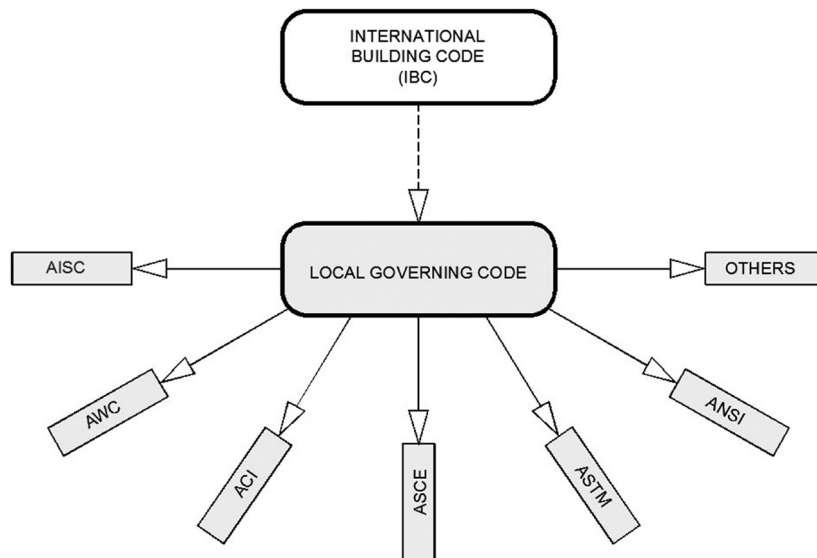 INTERNATIONAL
BUILDING CODE
(IBC)
LOCAL GOVERNING CODE
AISC
OTHERS
AWC
ANSI
ACI
ASTM
ASCE